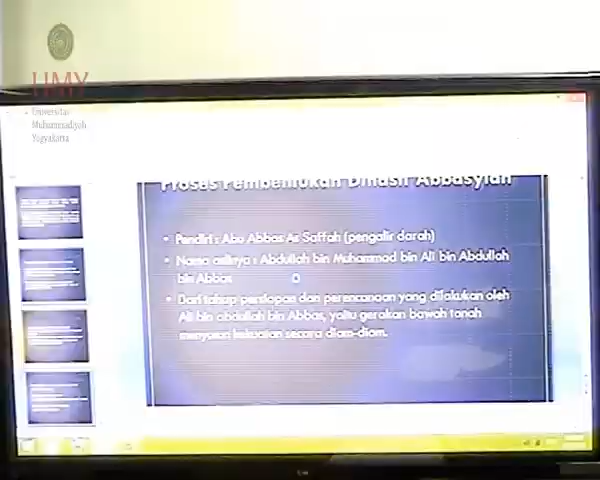 UMY
Universitas
Muhammadiyah
Yogyakarta
Proses Pembentukan Dinasti Abbasyiah
• Pendiri : Abu Abbas As Saffah (pengalir darah)
• Nama aslinya : Abdullah bin Muhammad bin Ali bin Abdullah
bin Abbas
• Dari tahap persiapan dan perencanaan yang dilakukan oleh
Ali bin abdullah bin Abbas, yaitu gerakan bawah tanah
menyusun kekuatan secara diam-diam.